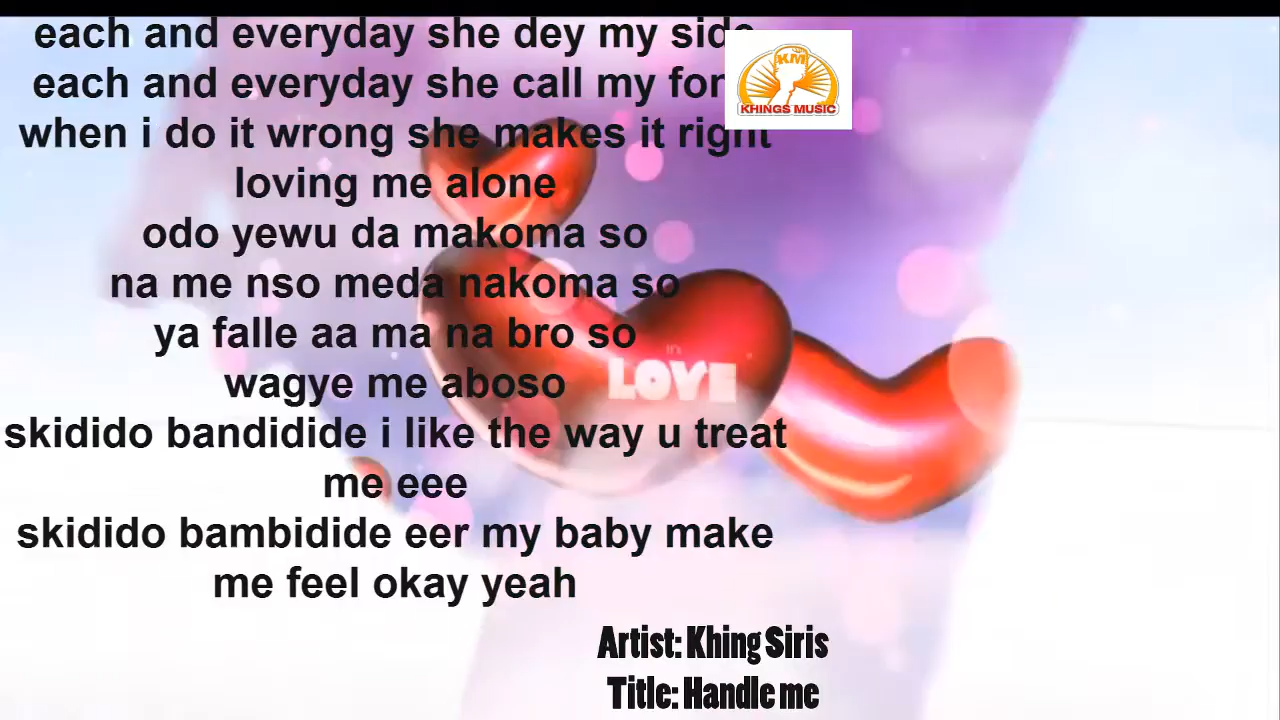 each and everyday she dey my side
each and everyday she call my fon
when i do it wrong she makes it right
loving me alone
odo yewu da makoma so
na me nso meda nakoma so
ya falle aa ma na bro so
wagye me aboso
skidido bandidide i like the way u treat
me eee
skidido bambidide eer my baby make
me feel okay yeah
KM
KHINGS MUSIC
in
LOVE
Artist: Khing Siris
Title: Handle me